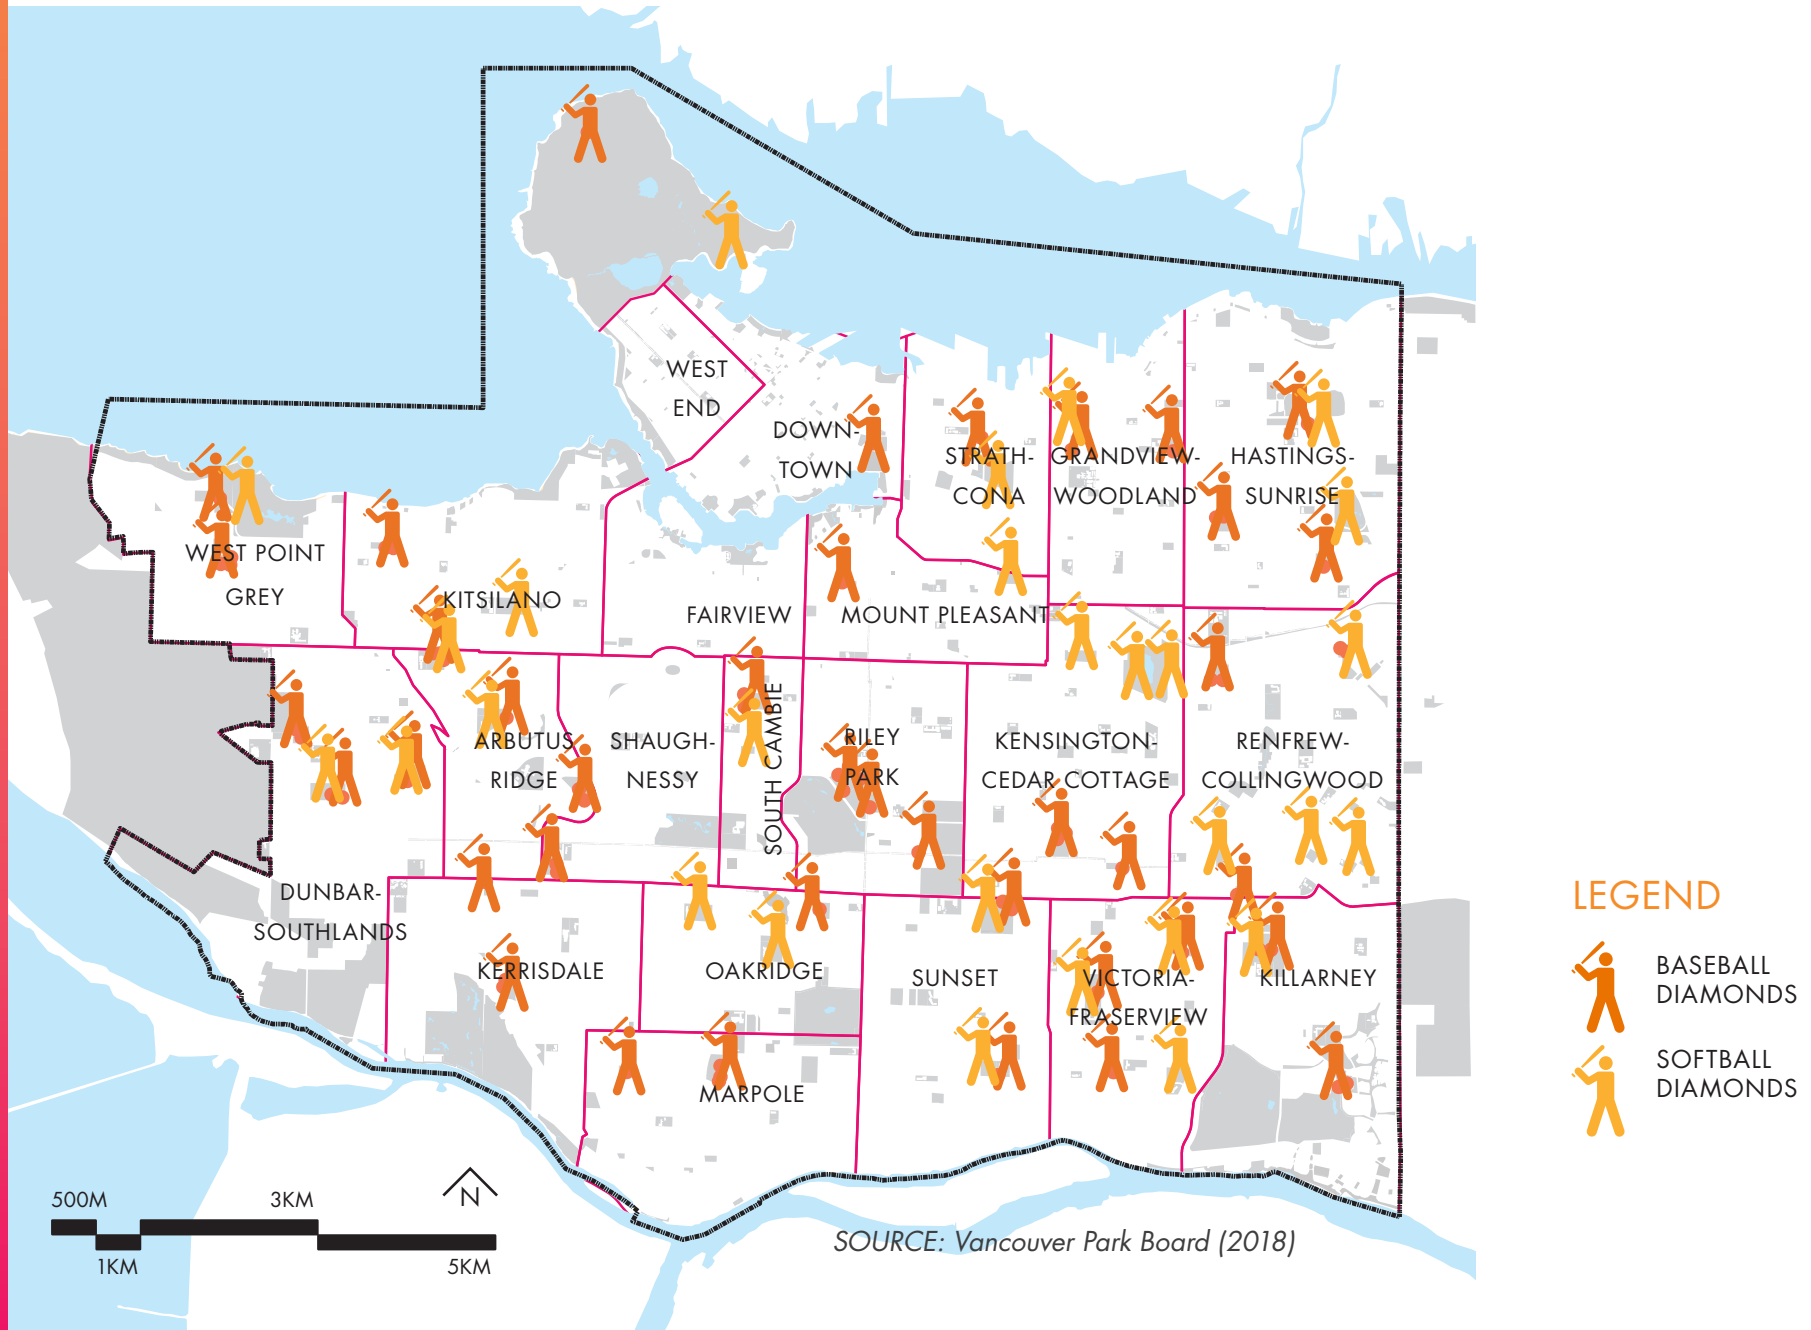 WEST
END
DOWN-
TOWN
STRATH-
CONA
GRANDVIEW-
WOODLAND
HASTINGS-
SUNRISE
WEST POINT
GREY
KITSILANO
FAIRVIEW
MOUNT PLEASANT
ARBUTUS
RIDGE
SHAUGH-
NESSY
SOUTH CAMBIE
RILEY
PARK
KENSINGTON-
CEDAR COTTAGE
RENFREW-
COLLINGWOOD
DUNBAR-
SOUTHLANDS
KERRISDALE
OAKRIDGE
SUNSET
VICTORIA-
FRASERVIEW
KILLARNEY
MARPOLE
LEGEND
BASEBALL
DIAMONDS
SOFTBALL
DIAMONDS
500M
3KM
1KM
5KM
N
SOURCE: Vancouver Park Board (2018)